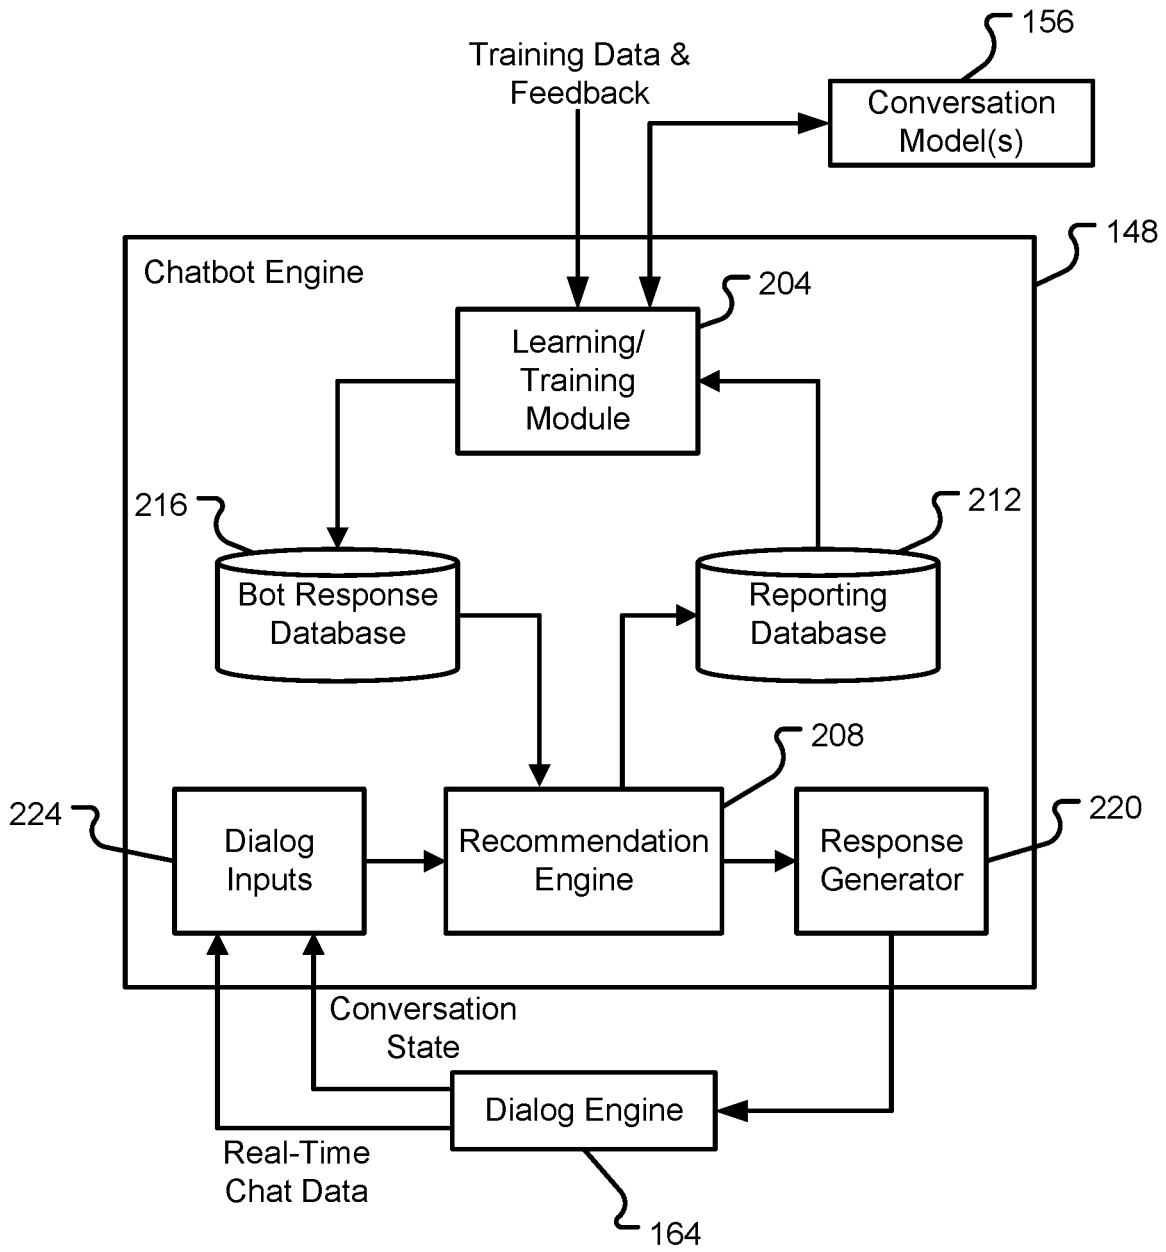 156
Training Data &
Feedback
Conversation
Model(s)
148
Chatbot Engine
204
Learning/
Training
Module
216
212
Bot Response
Database
Reporting
Database
208
224
220
Dialog
Inputs
Recommendation
Engine
Response
Generator
Conversation
State
Dialog Engine
Real-Time
Chat Data
164